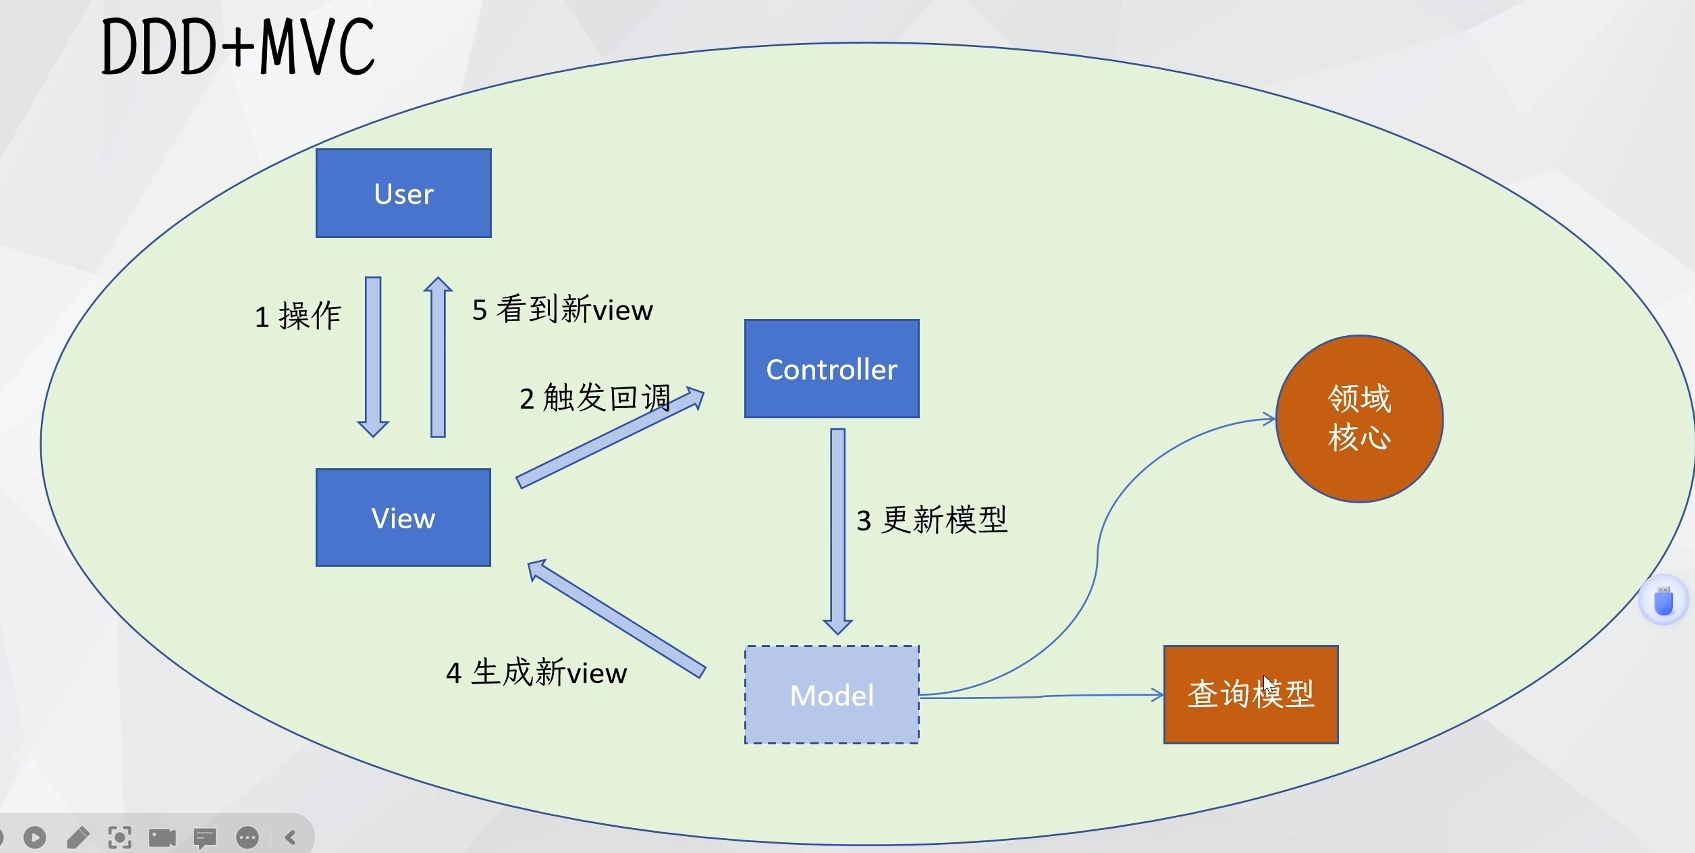 DDD+MVC
User
1 操作
5 看到新view
2 触发回调
Controller
领域
核心
View
3 更新模型
4 生成新view
Model
查询模型